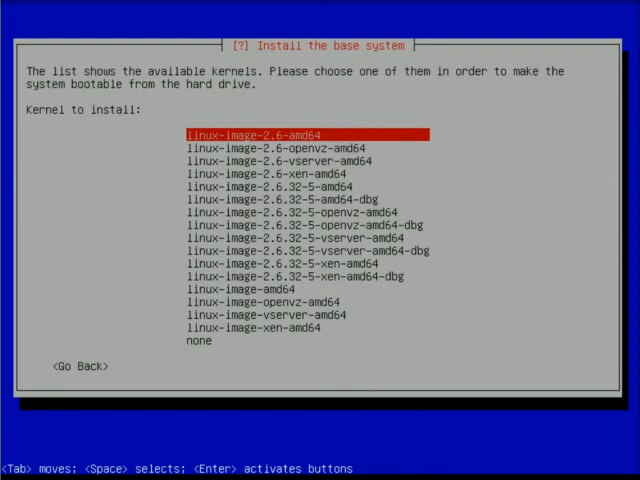 [?] Install the base system
The list shows the available kernels. Please choose one of them in order to make the
system bootable from the hard drive.
Kernel to install:
linux-image-2.6-amd64
linux-image-2.6-openvz-amd64
linux-image-2.6-vserver-amd64
linux-image-2.6-xen-amd64
linux-image-2.6.32-5-amd64
linux-image-2.6.32-5-amd64-dbg
linux-image-2.6.32-5-openvz-amd64
linux-image-2.6.32-5-openvz-amd64-dbg
linux-image-2.6.32-5-vserver-amd64
linux-image-2.6.32-5-vserver-amd64-dbg
linux-image-2.6.32-5-xen-amd64
linux-image-2.6.32-5-xen-amd64-dbg
linux-image-amd64
linux-image-openvz-amd64
linux-image-vserver-amd64
linux-image-xen-amd64
none
<Go Back>
<Tab> moves; <Space> selects; <Enter> activates buttons